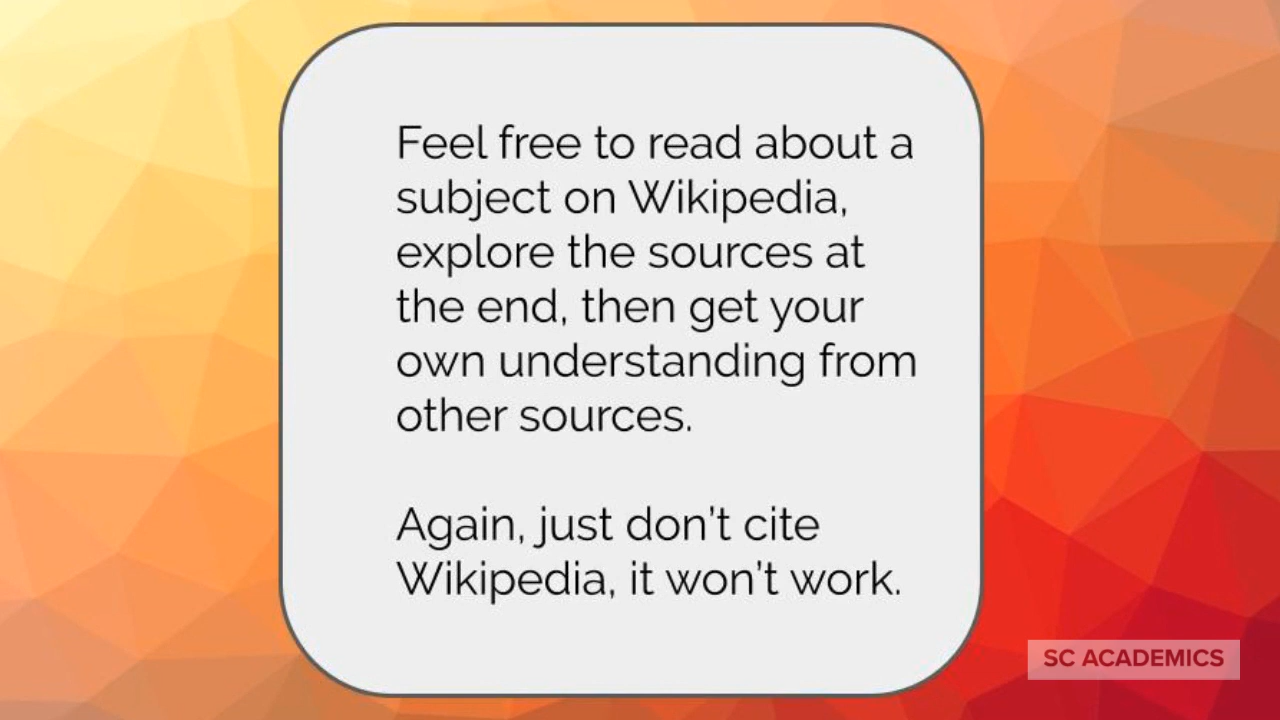 Feel free to read about a
subject on Wikipedia,
explore the sources at
the end, then get your
own understanding from
other sources.
Again, just don’t cite
Wikipedia, it won’t work.
SC ACADEMICS